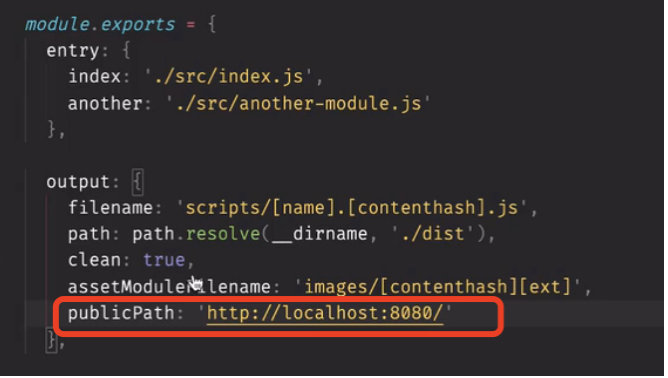 module.exports = {
entry: {
index: './src/index.js',
another: './src/another-module.js'
},
output: {
filename: 'scripts/[name].[contenthash].js',
path: path.resolve(__dirname, './dist'),
clean: true,
assetModuleFilename: 'images/[contenthash][ext]',
publicPath: 'http://localhost:8080/'
},